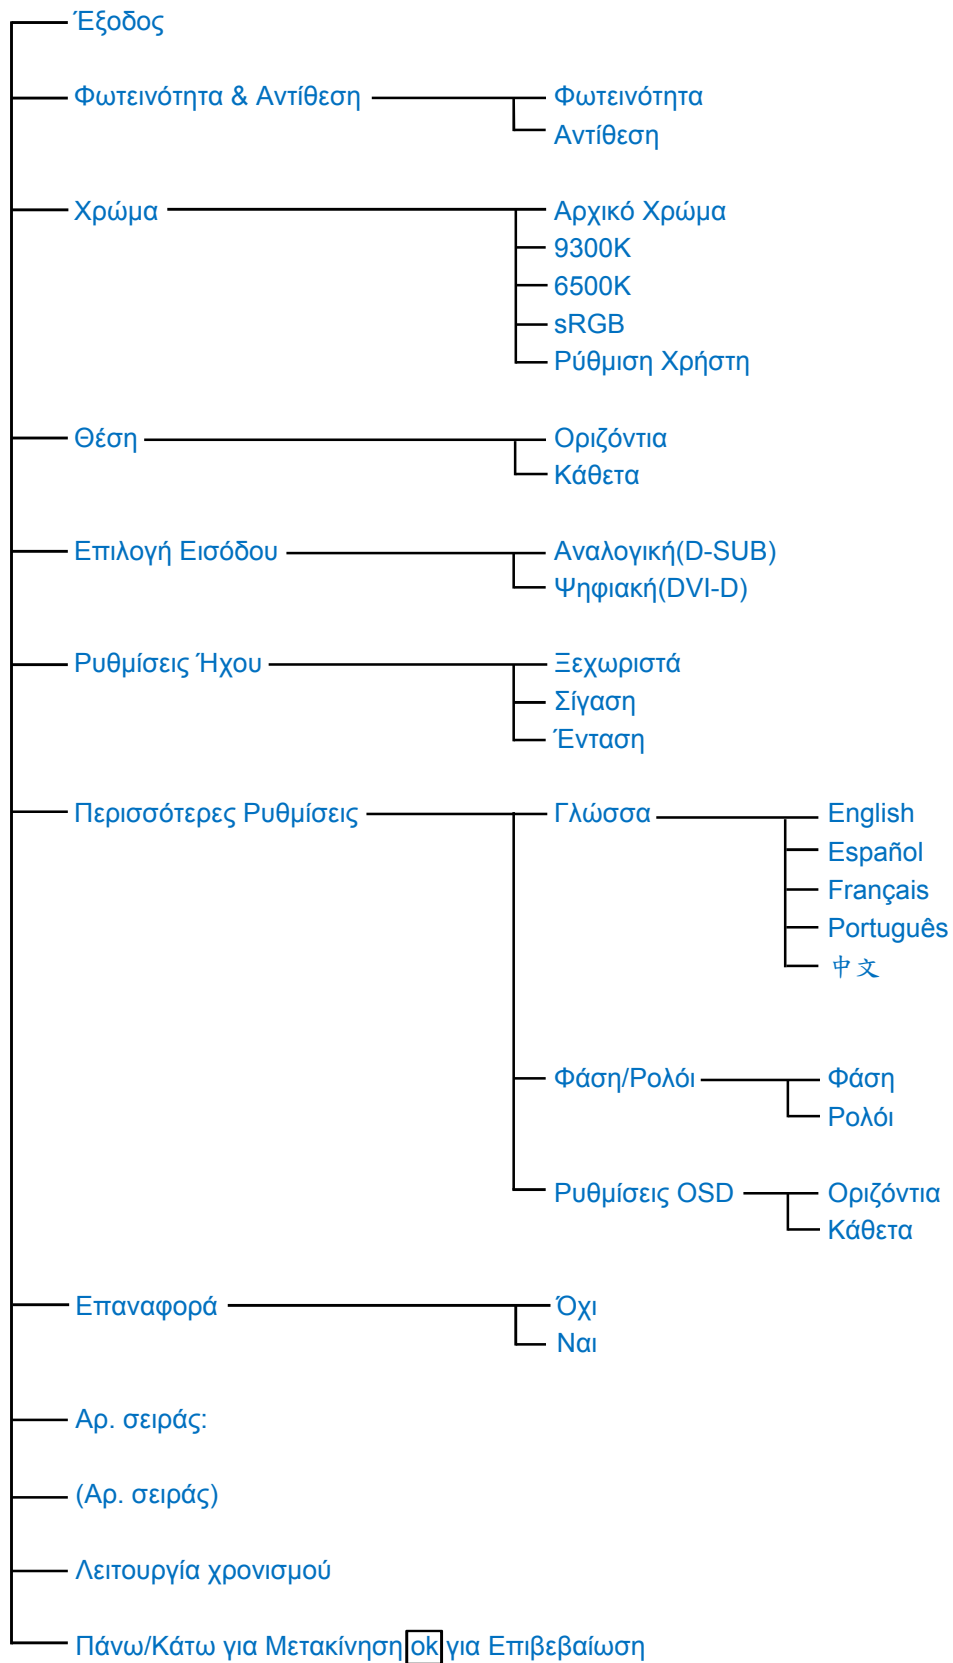 Έξοδος
Φωτεινότητα & Αντίθεση
Φωτεινότητα
Αντίθεση
Χρώμα
Αρχικό Χρώμα
9300K
6500K
sRGB
Ρύθμιση Χρήστη
Θέση
Οριζόντια
Κάθετα
Επιλογή Εισόδου
Αναλογική(D-SUB)
Ψηφιακή(DVI-D)
Ρυθμίσεις Ήχου
Ξεχωριστά
Σίγαση
Ένταση
Περισσότερες Ρυθμίσεις
Γλώσσα
English
Español
Français
Português
中文
Φάση/Ρολόι
Φάση
Ρολόι
Ρυθμίσεις OSD
Οριζόντια
Κάθετα
Επαναφορά
Όχι
Ναι
Αρ. σειράς:
(Αρ. σειράς)
Λειτουργία χρονισμού
Πάνω/Κάτω για Μετακίνηση ok για Επιβεβαίωση